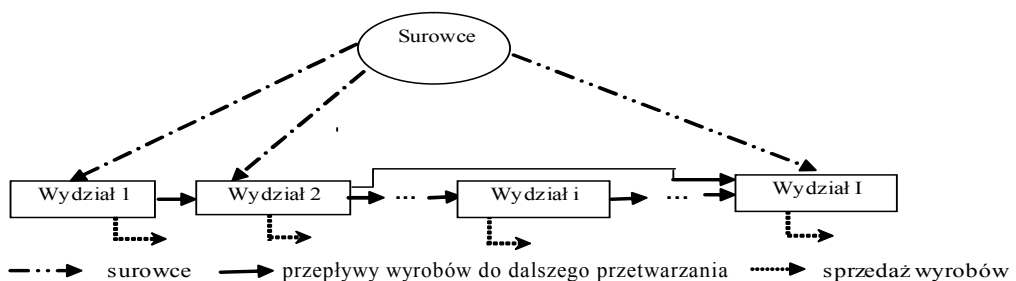 Surowce
Wydział 1
Wydział 2
...
Wydział i
...
Wydział I
surowce
przepływy wyrobów do dalszego przetwarzania
sprzedaż wyrobów